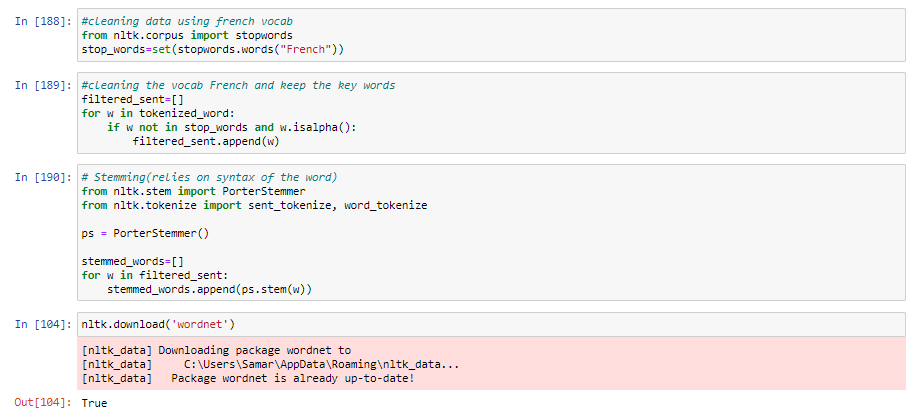 In [188]: #cleaning data using french vocab
from nltk.corpus import stopwords
stop_words=set(stopwords.words("French"))
In [189]: #cleaning the vocab French and keep the key words
filtered_sent=[]
for w in tokenized_word:
    if w not in stop_words and w.isalpha():
        filtered_sent.append(w)
In [190]: # Stemming(relies on syntax of the word)
from nltk.stem import PorterStemmer
from nltk.tokenize import sent_tokenize, word_tokenize
ps = PorterStemmer()
stemmed_words=[]
for w in filtered_sent:
    stemmed_words.append(ps.stem(w))
In [104]: nltk.download('wordnet')
[nltk_data] Downloading package wordnet to
[nltk_data]     C:\Users\Samar\AppData\Roaming\nltk_data...
[nltk_data]   Package wordnet is already up-to-date!
Out[104]: True